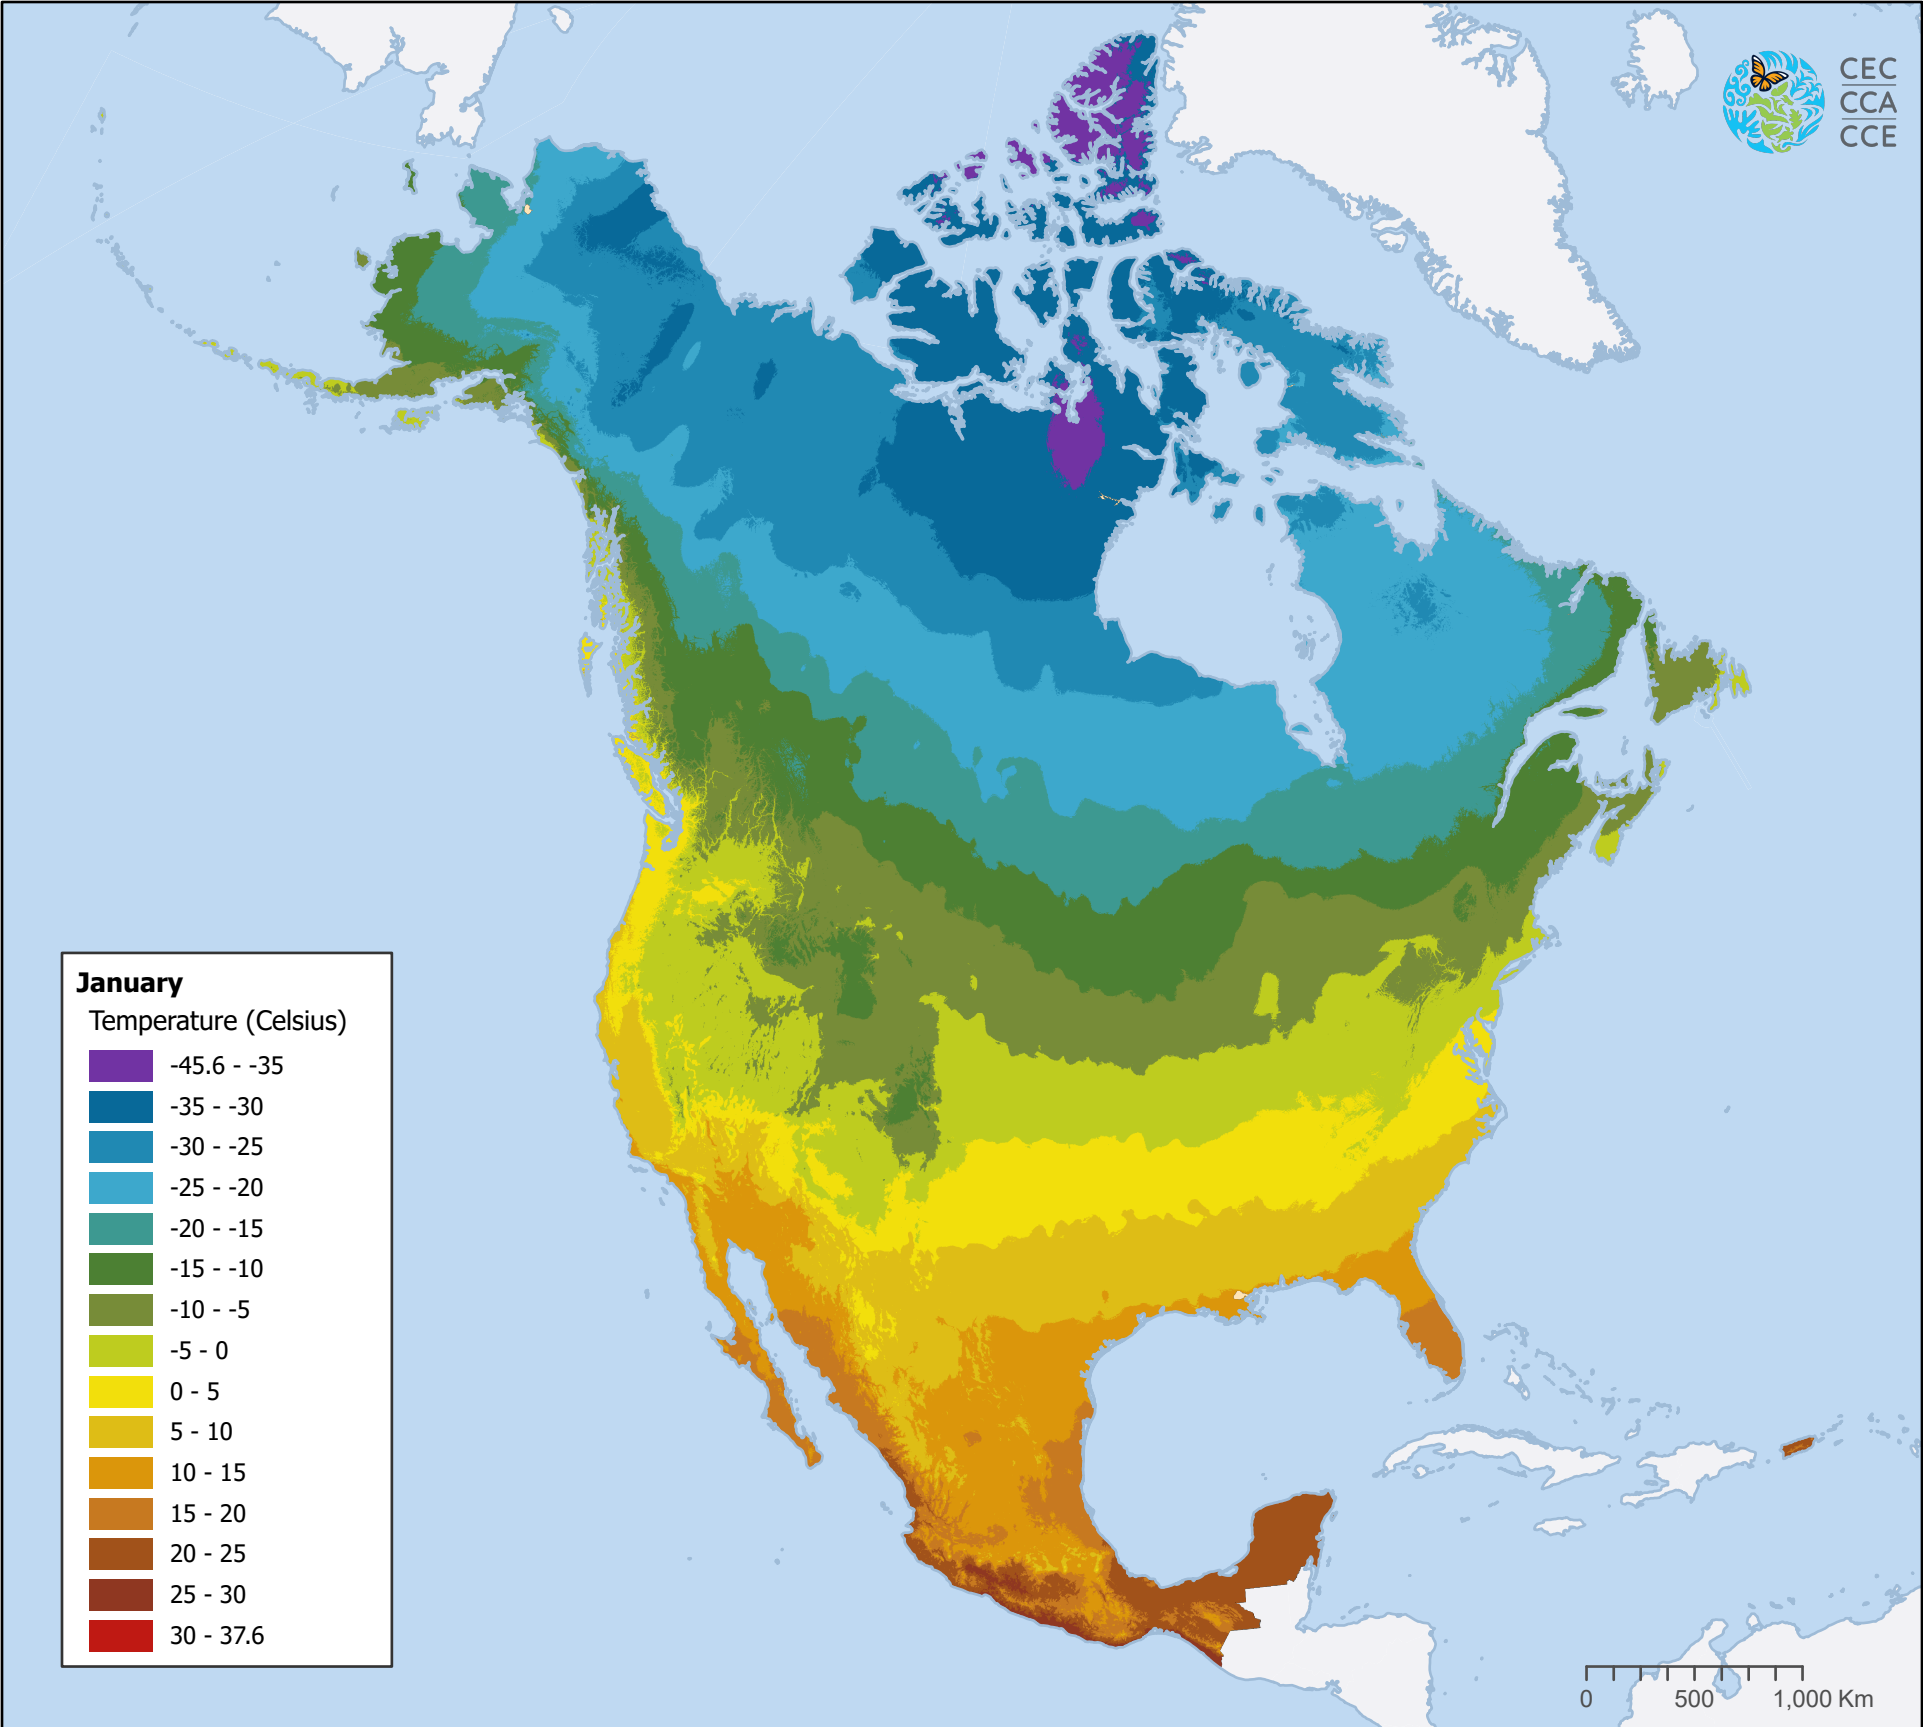 CEC
CCA
CCE
January
Temperature (Celsius)
-45.6 - -35
-35 - -30
-30 - -25
-25 - -20
-20 - -15
-15 - -10
-10 - -5
-5 - 0
0 - 5
5 - 10
10 - 15
15 - 20
20 - 25
25 - 30
30 - 37.6
0 500 1,000 Km